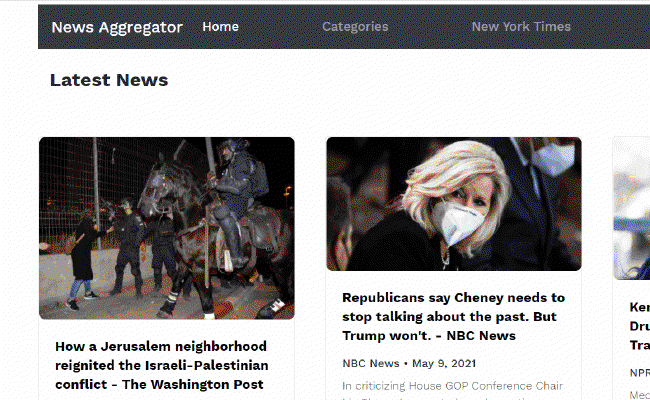 News Aggregator Home Categories New York Times
Latest News
How a Jerusalem neighborhood
reignited the Israeli-Palestinian
conflict - The Washington Post
Republicans say Cheney needs to
stop talking about the past. But
Trump won't. - NBC News
NBC News • May 9, 2021
In criticizing House GOP Conference Chair
Ken
Dru
Tra
NPR
Med